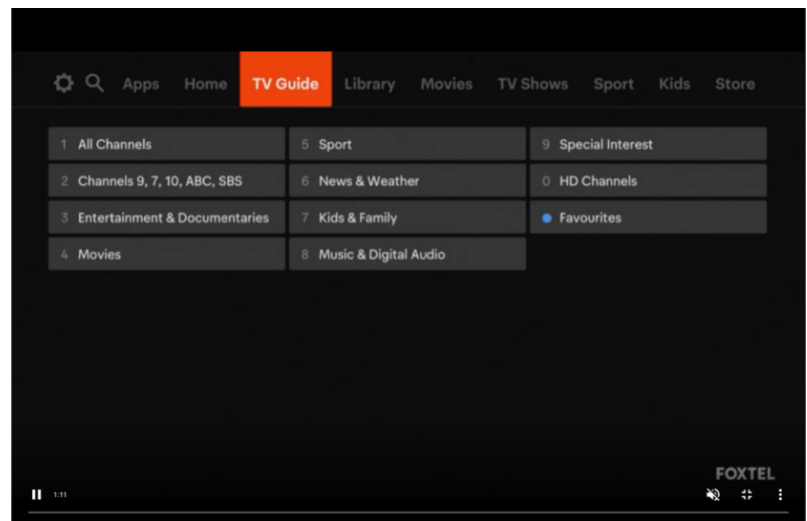 Apps Home TV Guide Library Movies TV Shows Sport Kids Store
1 All Channels
2 Channels 9, 7, 10, ABC, SBS
3 Entertainment & Documentaries
4 Movies
5 Sport
6 News & Weather
7 Kids & Family
8 Music & Digital Audio
9 Special Interest
0 HD Channels
Favourites
FOXTEL
1:11